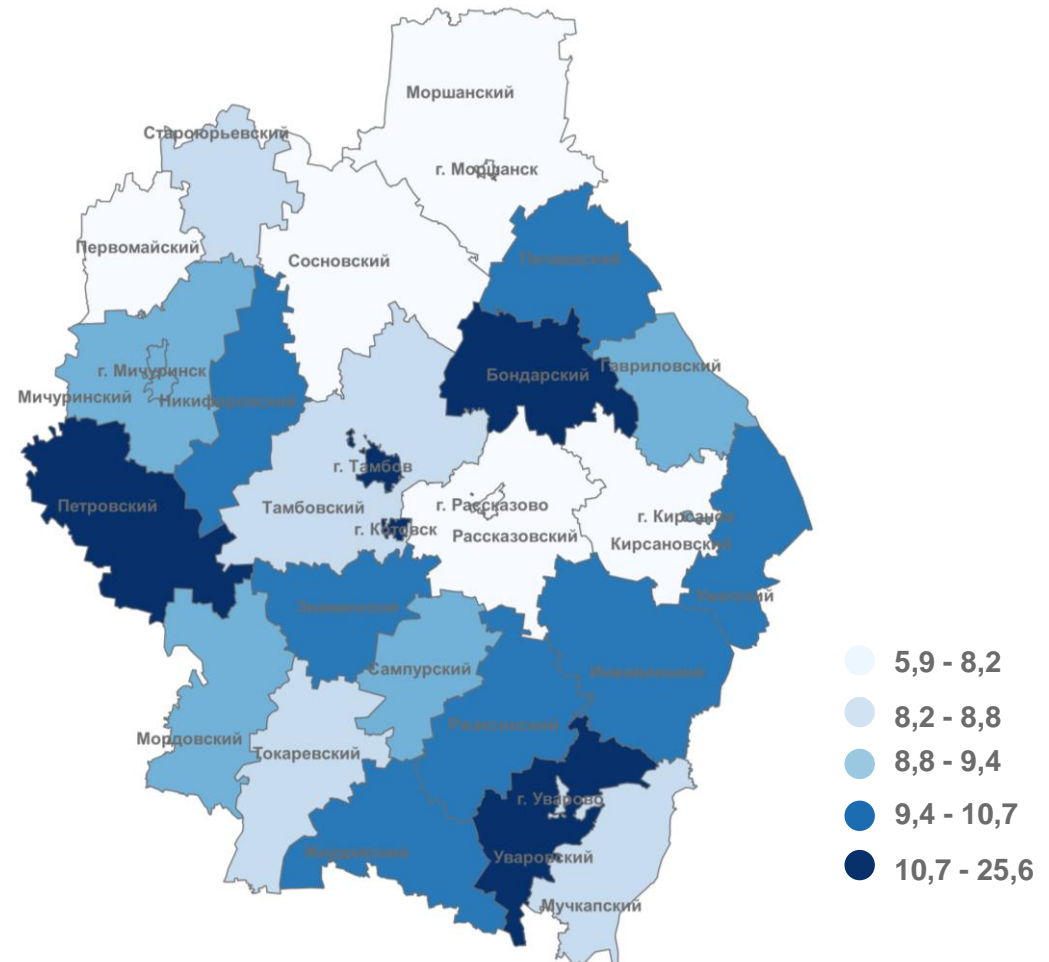 Моршанский
Староюрьевский
г. Моршанск
Первомайский
Сосновский
Пичаевский
Гавриловский
г. Мичуринск
Бондарский
Мичуринский
Никифоровский
г. Тамбов
Петровский
Тамбовский
г. Рассказово
г. Кирсанов
г. Котовск
Рассказовский
Кирсановский
Уметский
Знаменский
5,9 - 8,2
Сампурский
Инжавинский
8,2 - 8,8
Ржаксинский
Мордовский
Токаревский
8,8 - 9,4
г. Уварово
9,4 - 10,7
Жердевский
Уваровский
10,7 - 25,6
Мучкапский